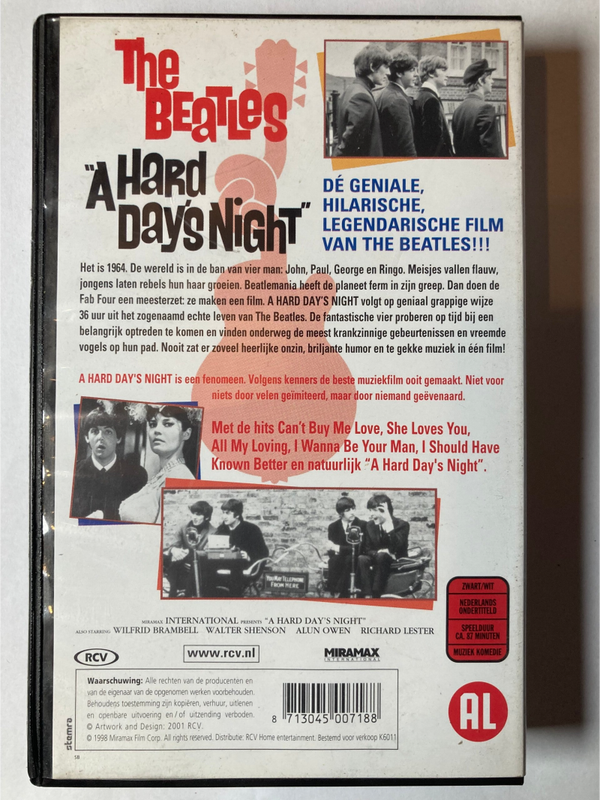 The
BEATLES
"A HARD
DAY'S NIGHT"
DÉ GENIALE,
HILARISCHE,
LEGENDARISCHE FILM
VAN THE BEATLES!!!
Het is 1964. De wereld is in de ban van vier man: John, Paul, George en Ringo. Meisjes vallen flauw,
jongens laten rebels hun haar groeien. Beatlemania heeft de planeet ferm in zijn greep. Dan doen de
Fab Four een meesterzet: ze maken een film. A HARD DAY'S NIGHT volgt op geniaal grappige wijze
36 uur uit het zogenaamd echte leven van The Beatles. De fantastische vier proberen op tijd bij een
belangrijk optreden te komen en vinden onderweg de meest krankzinnige gebeurtenissen en vreemde
vogels op hun pad. Nooit zat er zoveel heerlijke onzin, briljante humor en te gekke muziek in één film!
A HARD DAY'S NIGHT is een fenomeen. Volgens kenners de beste muziekfilm ooit gemaakt. Niet voor
niets door velen geïmiteerd, maar door niemand geëvenaard.
Met de hits Can't Buy Me Love, She Loves You,
All My Loving, I Wanna Be Your Man, I Should Have
Known Better en natuurlijk "A Hard Day's Night".
YOU MAY TELEPHONE
FROM HERE
MIRAMAX INTERNATIONAL PRESENTS "A HARD DAY'S NIGHT"
ALSO STARRING WILFRID BRAMBELL WALTER SHENSON ALUN OWEN RICHARD LESTER
ZWART/WIT
NEDERLANDS
ONDERTITELD
SPEELDUUR
CA. 87 MINUTEN
MUZIEK KOMEDIE
RCV
www.rcv.nl
MIRAMAX
INTERNATIONAL
Waarschuwing: Alle rechten van de producenten en
van de eigenaar van de opgenomen werken voorbehouden.
Behoudens toestemming zijn kopiëren, verhuur, uitlenen
en openbare uitvoering en / of uitzending verboden.
© Artwork and Design: 2001 RCV.
© 1998 Miramax Film Corp. All rights reserved. Distributie: RCV Home entertainment. Bestemd voor verkoop K6011
8 713045 007188
AL
stemra
18